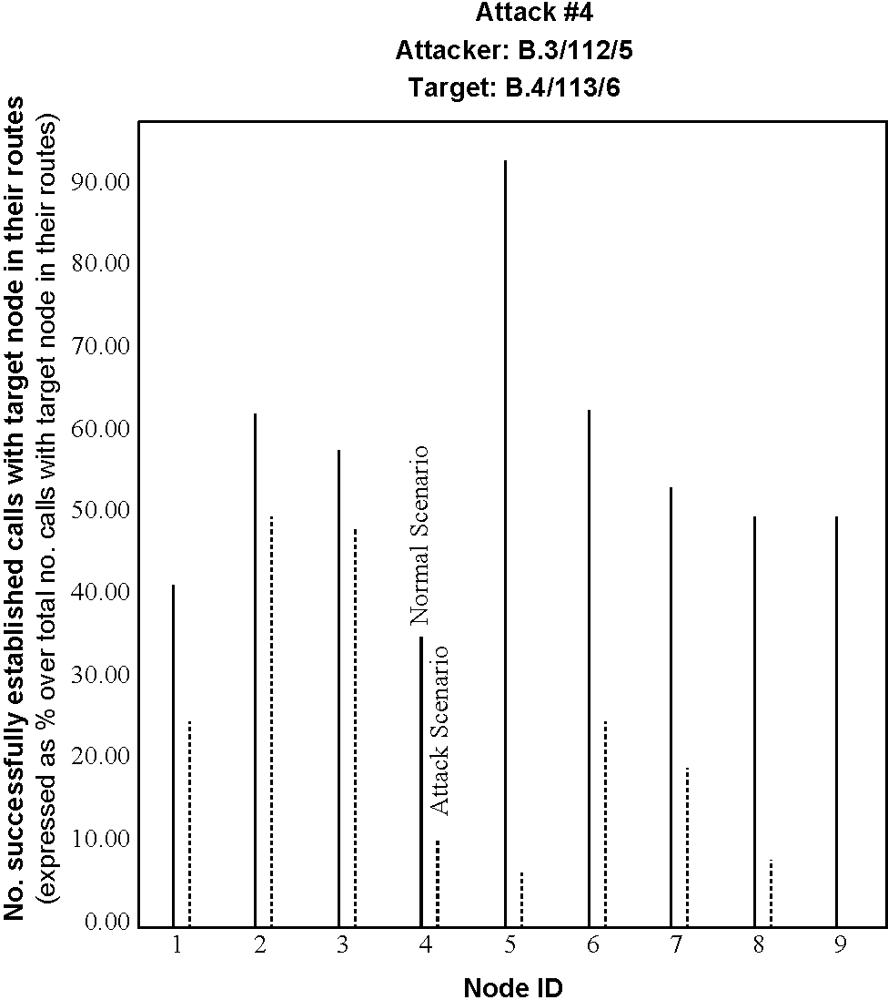 Attack #4
Attacker: B.3/112/5
Target: B.4/113/6
No. successfully established calls with target node in their routes
(expressed as % over total no. calls with target node in their routes)
90.00
80.00
70.00
60.00
50.00
40.00
30.00
20.00
10.00
0.00
Normal Scenario
Attack Scenario
1 2 3 4 5 6 7 8 9
Node ID